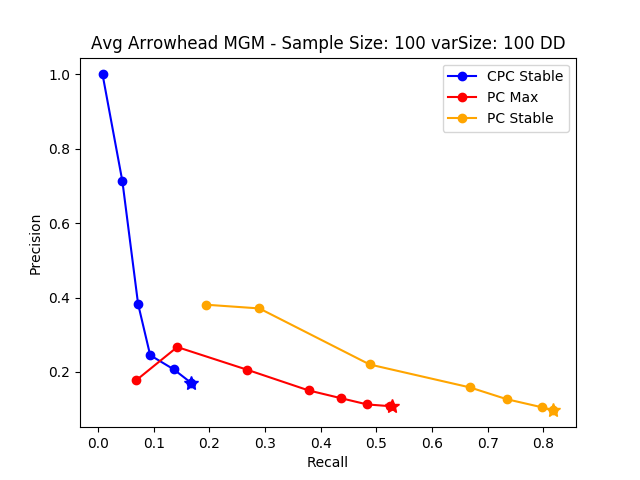 Avg Arrowhead MGM - Sample Size: 100 varSize: 100 DD
CPC Stable
PC Max
PC Stable
Precision
1.0
0.8
0.6
0.4
0.2
0.0 0.1 0.2 0.3 0.4 0.5 0.6 0.7 0.8
Recall